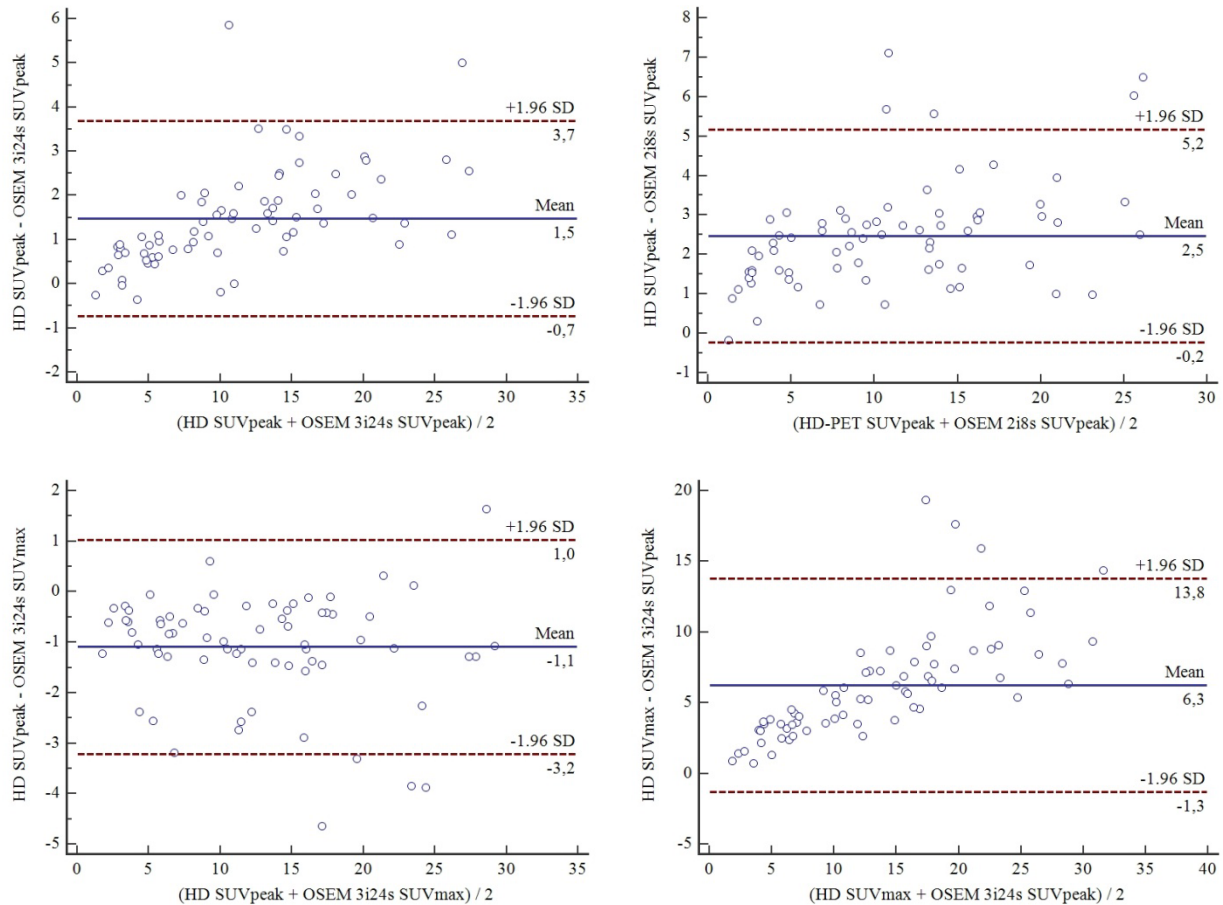 HD SUVpeak - OSEM 3i24s SUVpeak
6
5
4
3
2
1
0
-1
-2
+1.96 SD
3,7
Mean
1,5
-1.96 SD
-0,7
0 5 10 15 20 25 30 35
(HD SUVpeak + OSEM 3i24s SUVpeak) / 2
HD SUVpeak - OSEM 2i8s SUVpeak
8
7
6
5
4
3
2
1
0
-1
+1.96 SD
5,2
Mean
2,5
-1.96 SD
-0,2
0 5 10 15 20 25 30
(HD-PET SUVpeak + OSEM 2i8s SUVpeak) / 2
HD SUVpeak - OSEM 3i24s SUVmax
2
1
0
-1
-2
-3
-4
-5
+1.96 SD
1,0
Mean
-1,1
-1.96 SD
-3,2
0 5 10 15 20 25 30
(HD SUVpeak + OSEM 3i24s SUVmax) / 2
HD SUVmax - OSEM 3i24s SUVpeak
20
15
10
5
0
-5
+1.96 SD
13,8
Mean
6,3
-1.96 SD
-1,3
0 10 20 30 40
(HD SUVmax + OSEM 3i24s SUVpeak) / 2